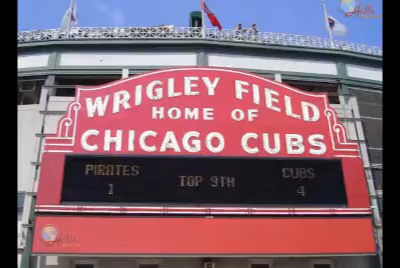 WRIGLEY FIELD
HOME OF
CHICAGO CUBS
PIRATES TOP 9TH CUBS
1 4